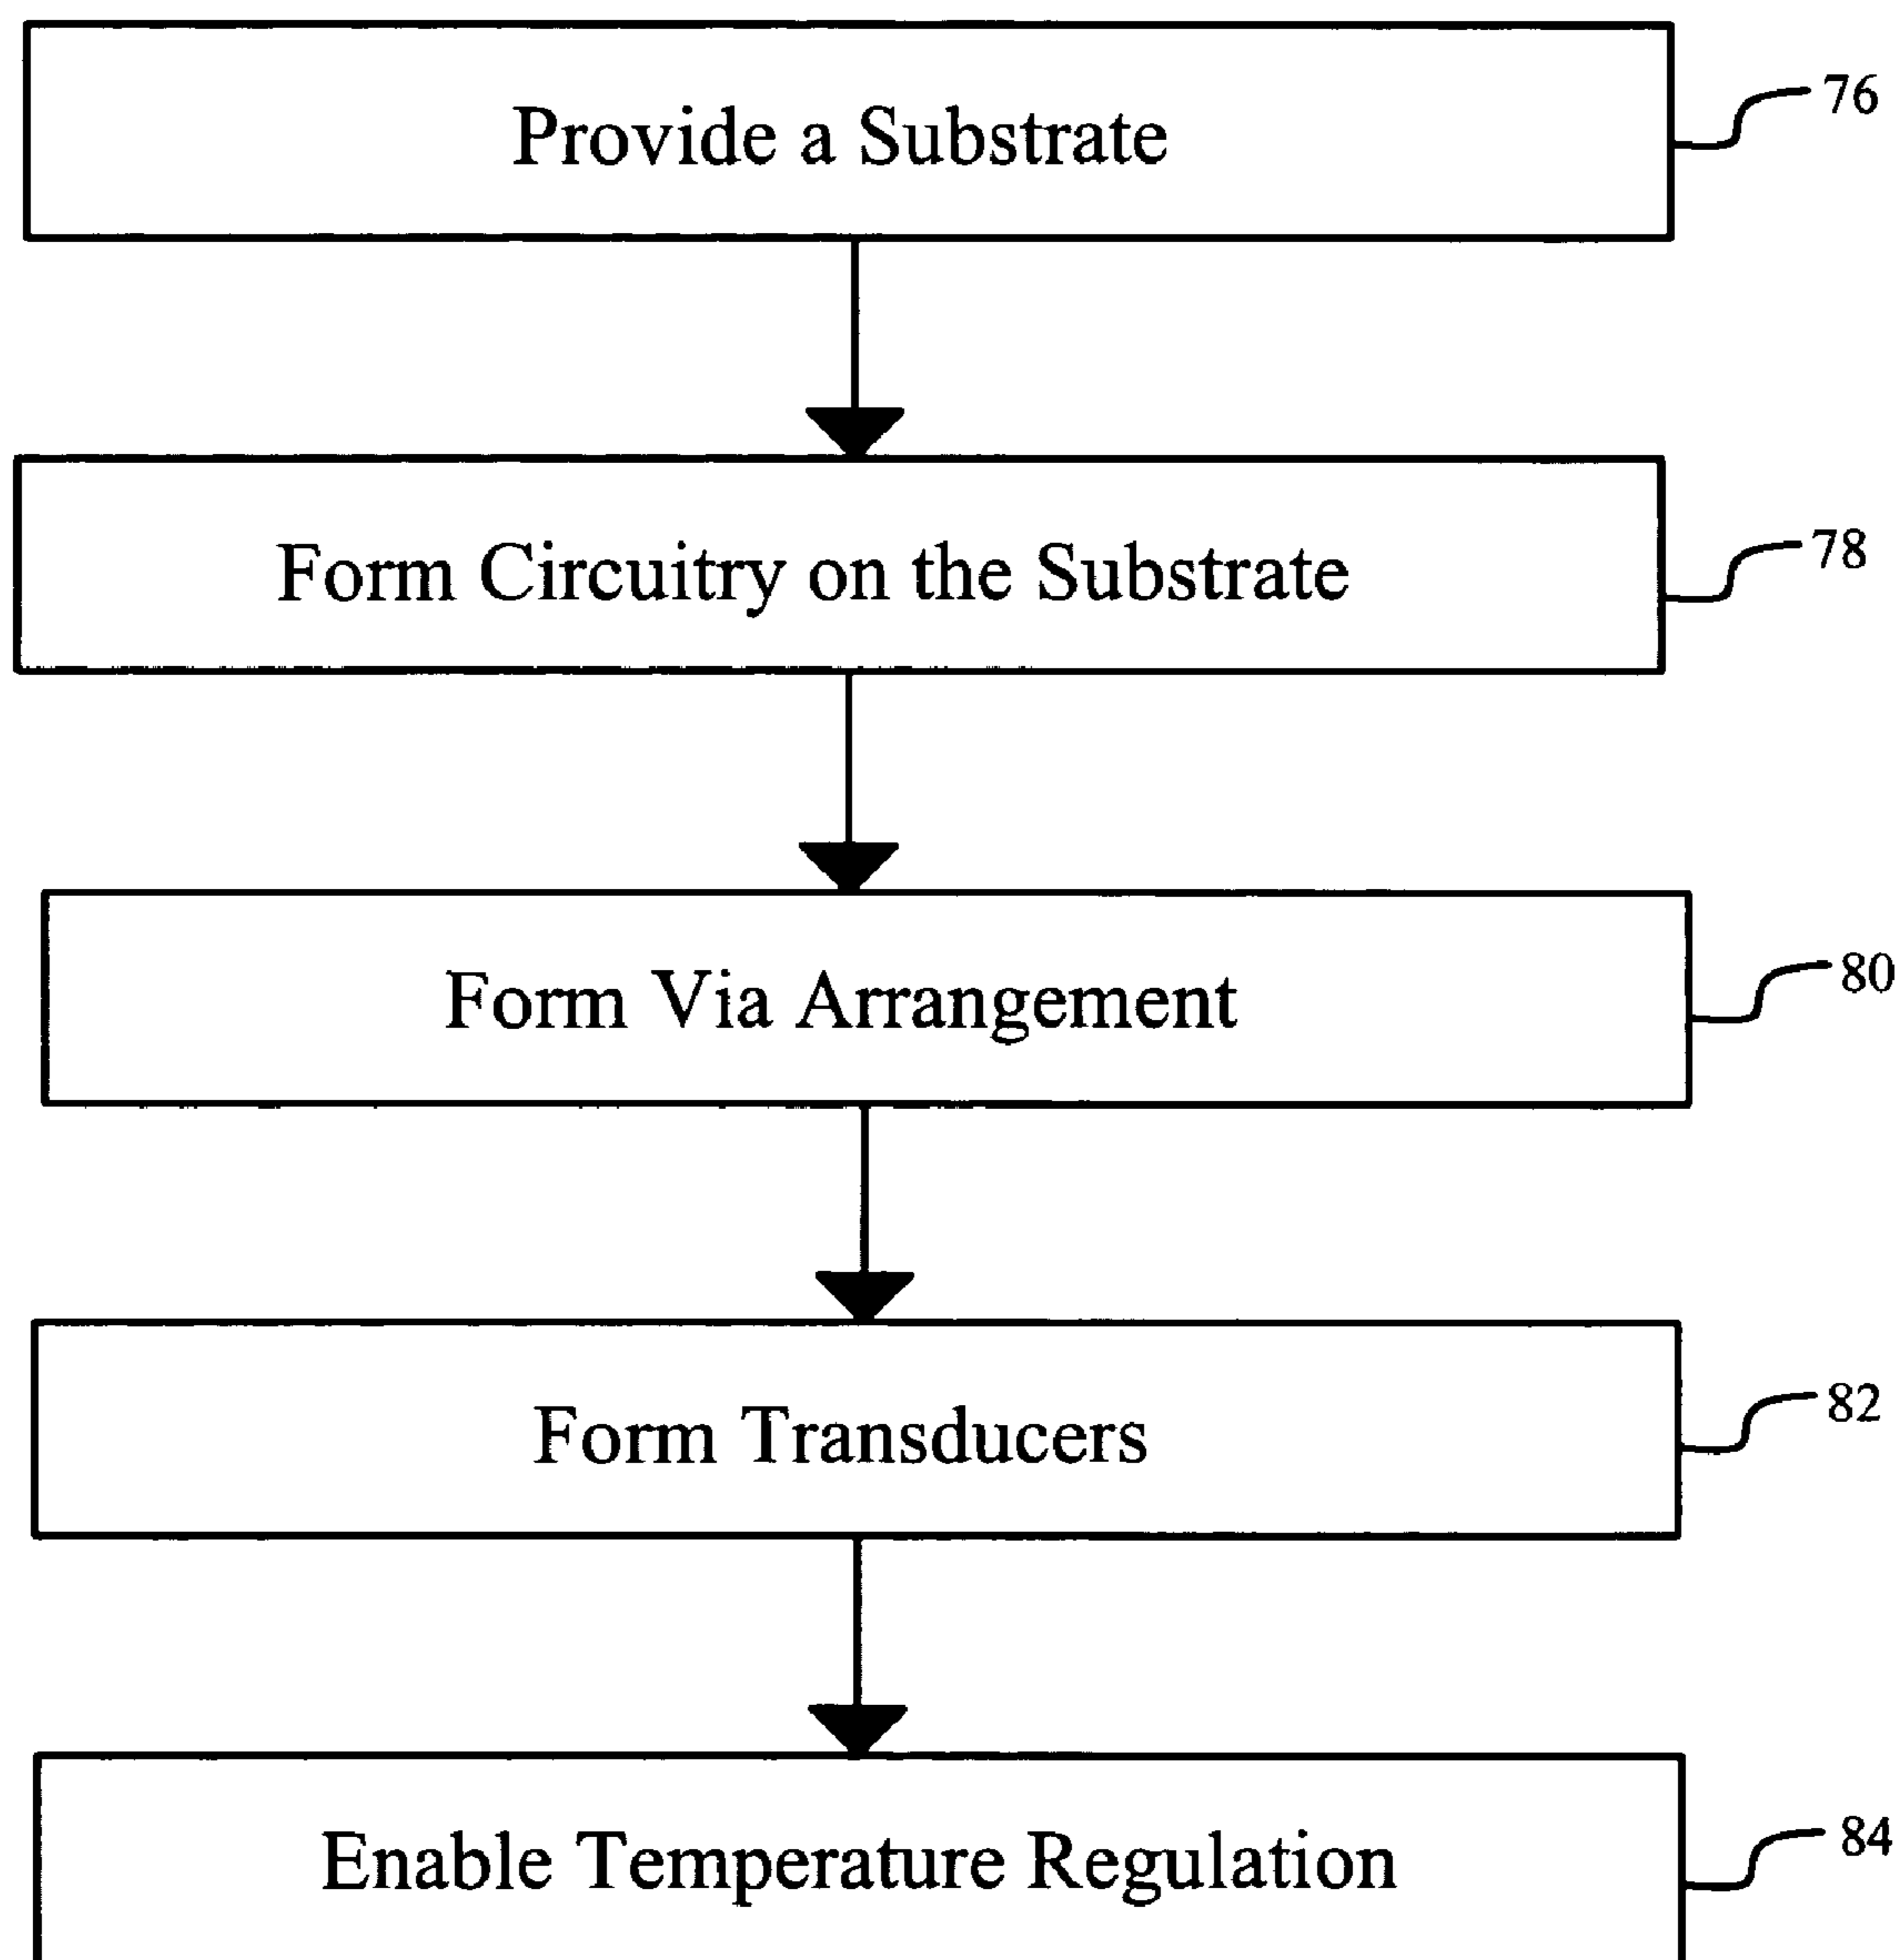 Provide a Substrate
76
Form Circuitry on the Substrate
78
Form Via Arrangement
80
Form Transducers
82
Enable Temperature Regulation
84